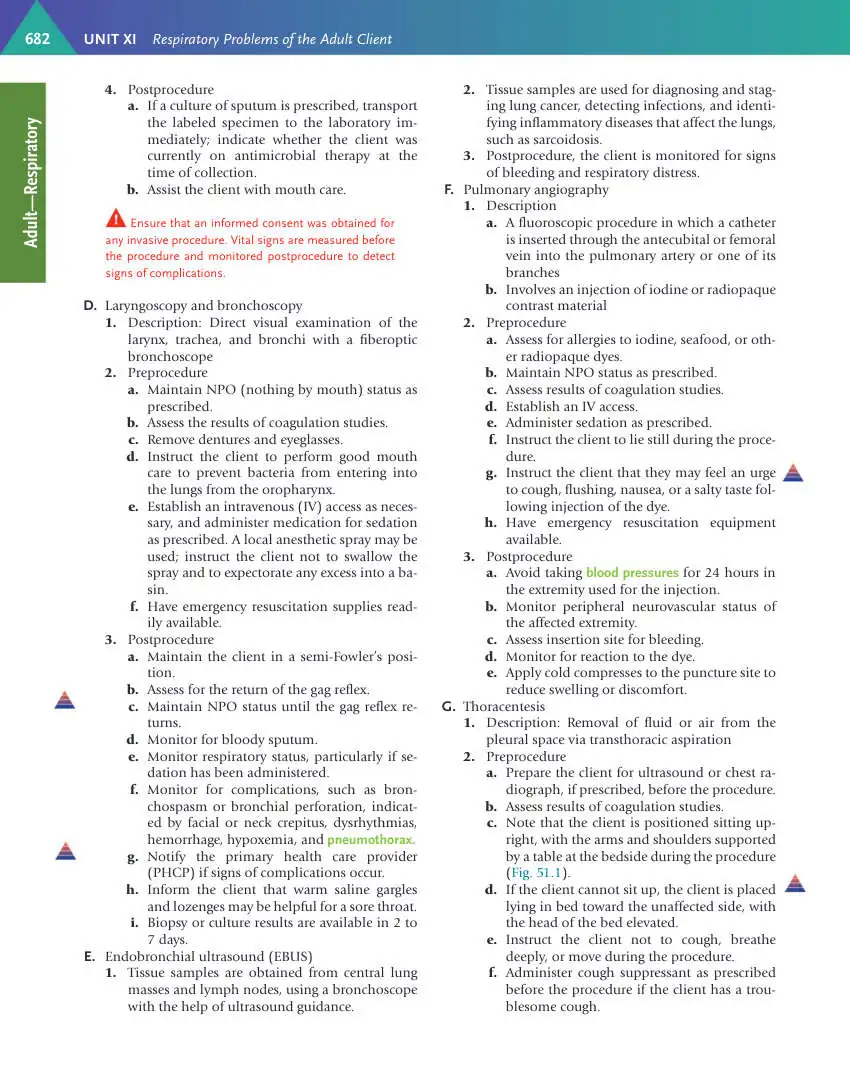 682 UNIT XI Respiratory Problems of the Adult Client
Adult—Respiratory
4. Postprocedure
a. If a culture of sputum is prescribed, transport
the labeled specimen to the laboratory im-
mediately; indicate whether the client was
currently on antimicrobial therapy at the
time of collection.
b. Assist the client with mouth care.
Ensure that an informed consent was obtained for
any invasive procedure. Vital signs are measured before
the procedure and monitored postprocedure to detect
signs of complications.
D. Laryngoscopy and bronchoscopy
1. Description: Direct visual examination of the
larynx, trachea, and bronchi with a fiberoptic
bronchoscope
2. Preprocedure
a. Maintain NPO (nothing by mouth) status as
prescribed.
b. Assess the results of coagulation studies.
c. Remove dentures and eyeglasses.
d. Instruct the client to perform good mouth
care to prevent bacteria from entering into
the lungs from the oropharynx.
e. Establish an intravenous (IV) access as neces-
sary, and administer medication for sedation
as prescribed. A local anesthetic spray may be
used; instruct the client not to swallow the
spray and to expectorate any excess into a ba-
sin.
f. Have emergency resuscitation supplies read-
ily available.
3. Postprocedure
a. Maintain the client in a semi-Fowler's posi-
tion.
b. Assess for the return of the gag reflex.
c. Maintain NPO status until the gag reflex re-
turns.
d. Monitor for bloody sputum.
e. Monitor respiratory status, particularly if se-
dation has been administered.
f. Monitor for complications, such as bron-
chospasm or bronchial perforation, indicat-
ed by facial or neck crepitus, dysrhythmias,
hemorrhage, hypoxemia, and pneumothorax.
g. Notify the primary health care provider
(PHCP) if signs of complications occur.
h. Inform the client that warm saline gargles
and lozenges may be helpful for a sore throat.
i. Biopsy or culture results are available in 2 to
7 days.
E. Endobronchial ultrasound (EBUS)
1. Tissue samples are obtained from central lung
masses and lymph nodes, using a bronchoscope
with the help of ultrasound guidance.
2. Tissue samples are used for diagnosing and stag-
ing lung cancer, detecting infections, and identi-
fying inflammatory diseases that affect the lungs,
such as sarcoidosis.
3. Postprocedure, the client is monitored for signs
of bleeding and respiratory distress.
F. Pulmonary angiography
1. Description
a. A fluoroscopic procedure in which a catheter
is inserted through the antecubital or femoral
vein into the pulmonary artery or one of its
branches
b. Involves an injection of iodine or radiopaque
contrast material
2. Preprocedure
a. Assess for allergies to iodine, seafood, or oth-
er radiopaque dyes.
b. Maintain NPO status as prescribed.
c. Assess results of coagulation studies.
d. Establish an IV access.
e. Administer sedation as prescribed.
f. Instruct the client to lie still during the proce-
dure.
g. Instruct the client that they may feel an urge
to cough, flushing, nausea, or a salty taste fol-
lowing injection of the dye.
h. Have emergency resuscitation equipment
available.
3. Postprocedure
a. Avoid taking blood pressures for 24 hours in
the extremity used for the injection.
b. Monitor peripheral neurovascular status of
the affected extremity.
c. Assess insertion site for bleeding.
d. Monitor for reaction to the dye.
e. Apply cold compresses to the puncture site to
reduce swelling or discomfort.
G. Thoracentesis
1. Description: Removal of fluid or air from the
pleural space via transthoracic aspiration
2. Preprocedure
a. Prepare the client for ultrasound or chest ra-
diograph, if prescribed, before the procedure.
b. Assess results of coagulation studies.
c. Note that the client is positioned sitting up-
right, with the arms and shoulders supported
by a table at the bedside during the procedure
(Fig. 51.1).
d. If the client cannot sit up, the client is placed
lying in bed toward the unaffected side, with
the head of the bed elevated.
e. Instruct the client not to cough, breathe
deeply, or move during the procedure.
f. Administer cough suppressant as prescribed
before the procedure if the client has a trou-
blesome cough.